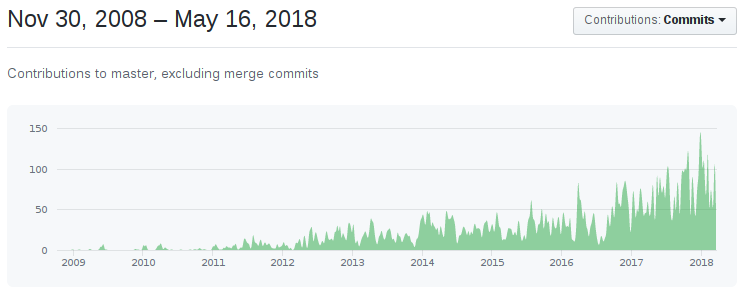 Nov 30, 2008 – May 16, 2018
Contributions: Commits
Contributions to master, excluding merge commits
150
100
50
0
2009 2010 2011 2012 2013 2014 2015 2016 2017 2018